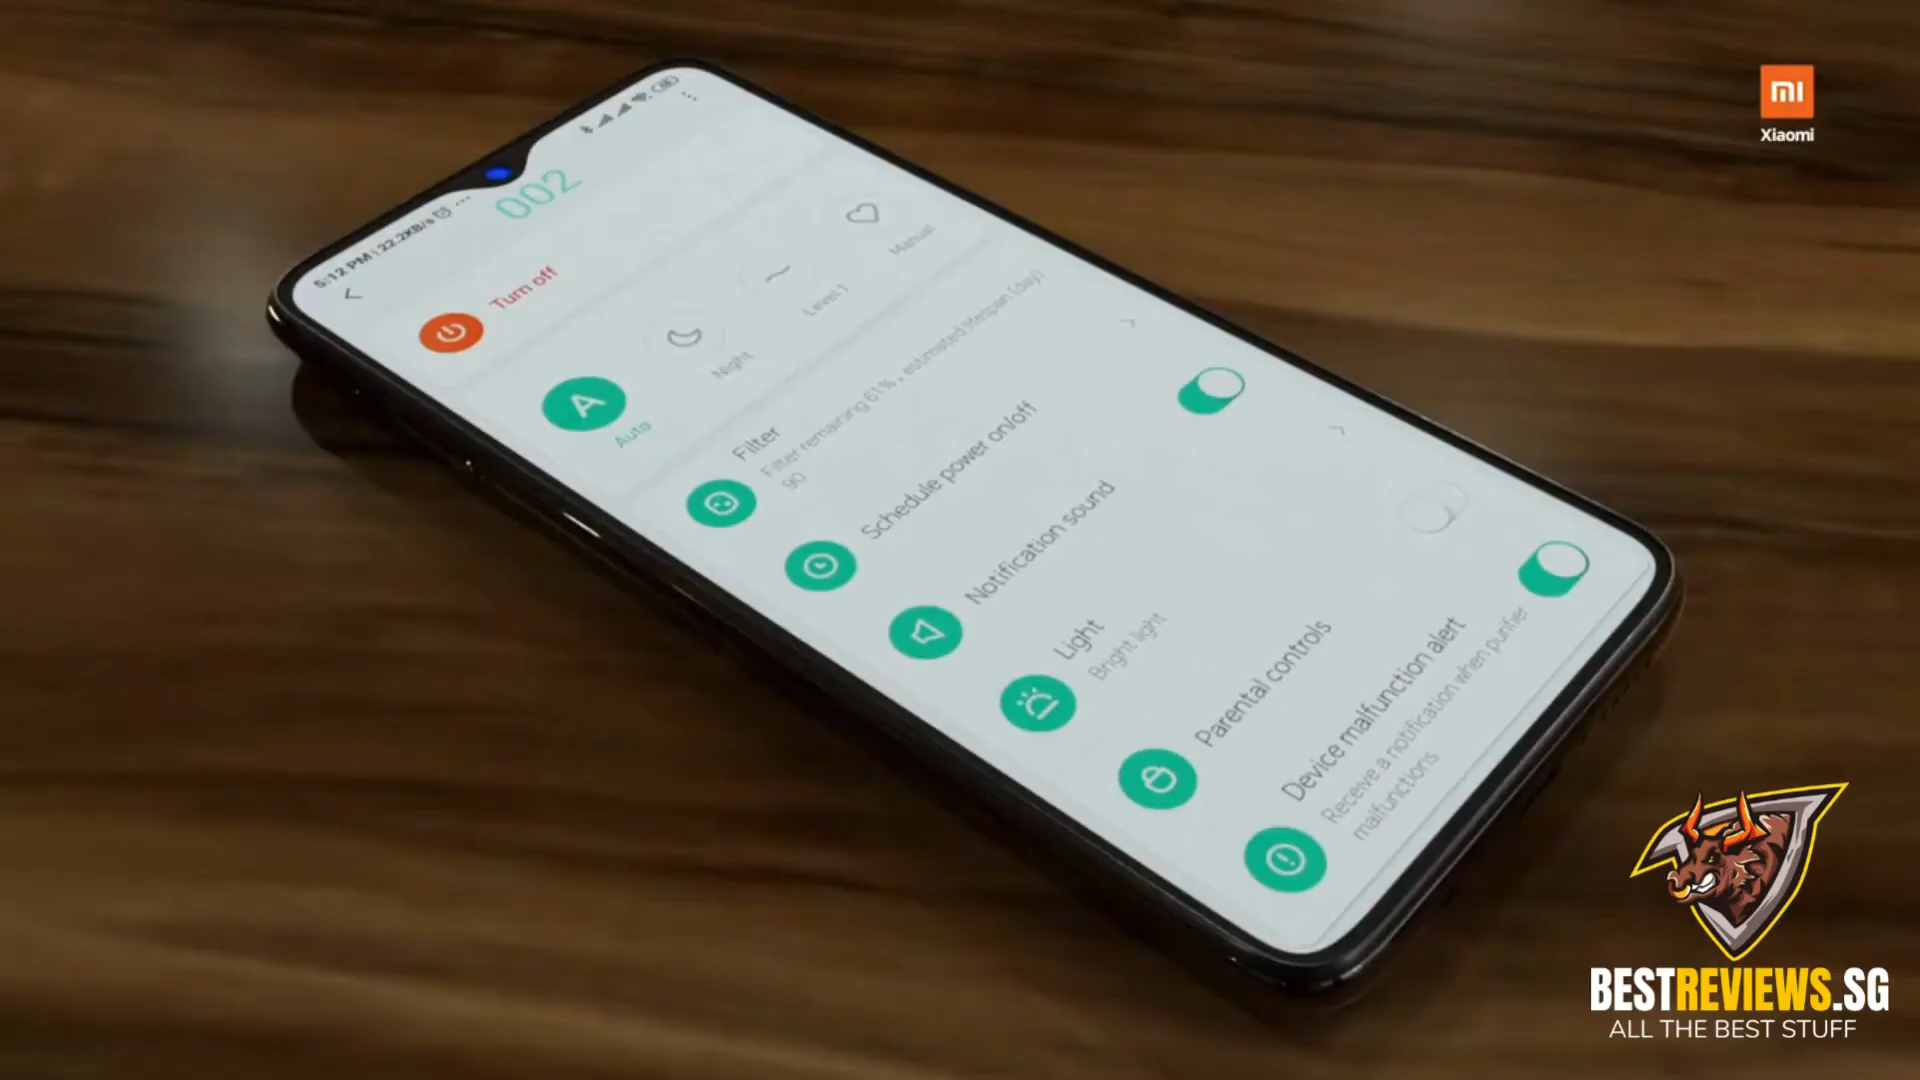 mi
Xiaomi
5:12 PM | 22.2KB/s
002
Turn off
Auto
Night
Level 1
Manual
Filter
Filter remaining 61%, estimated lifespan (day)
90
Schedule power on/off
Notification sound
Light
Bright light
Parental controls
Device malfunction alert
Receive a notification when purifier
malfunctions
BESTREVIEWS.SG
ALL THE BEST STUFF